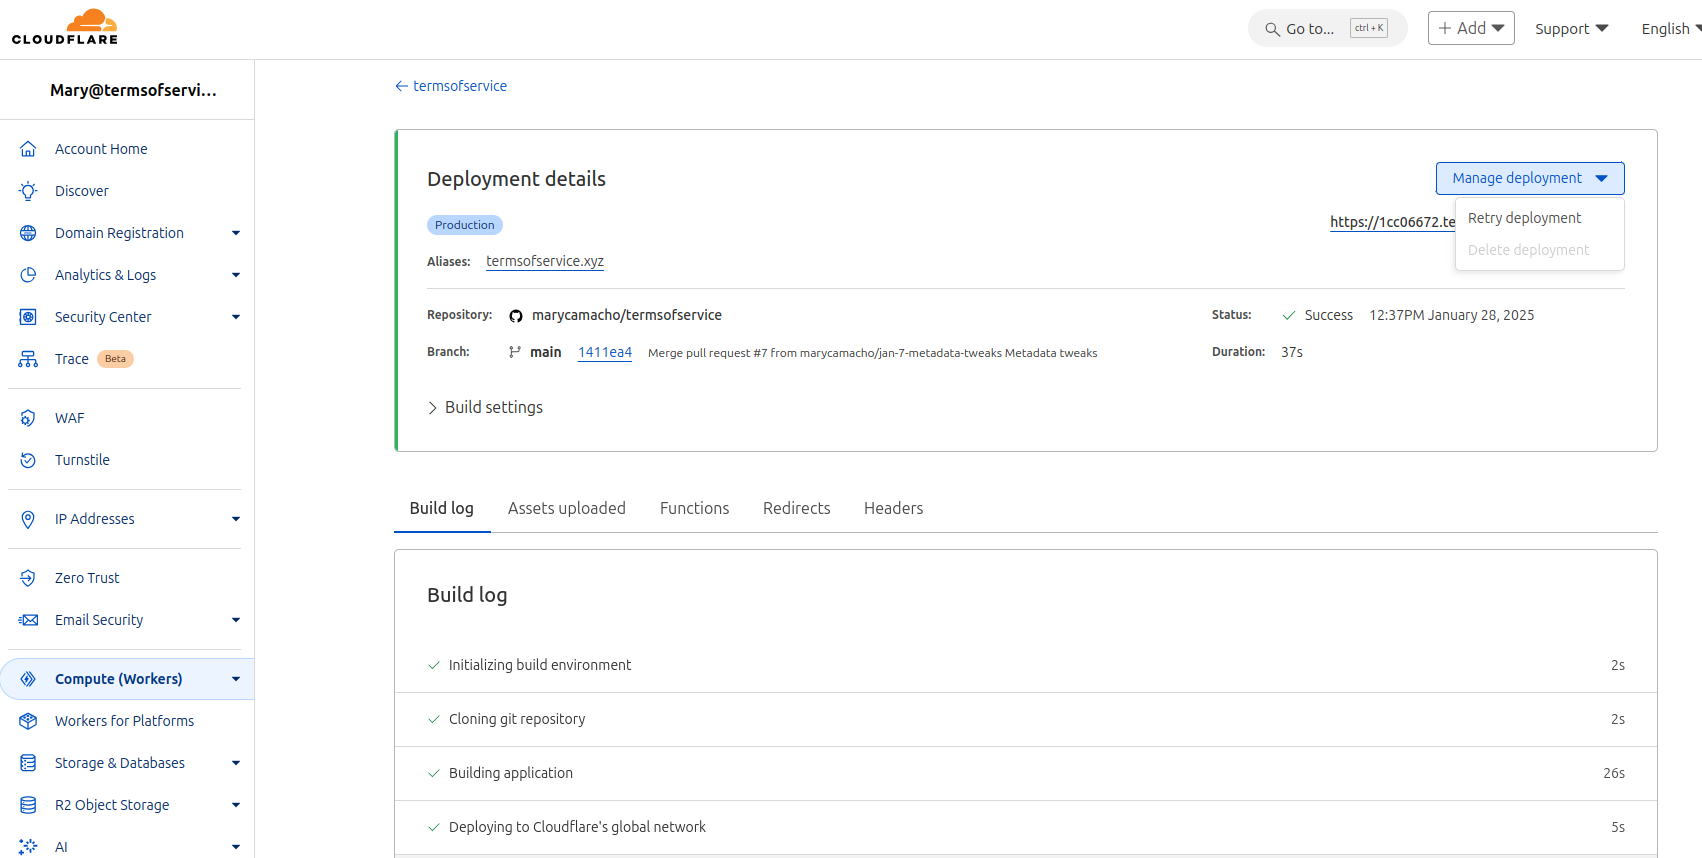 CLOUDFLARE
Go to... ctrl + K
+ Add
Support
English
Mary@termsofservi...
Account Home
Discover
Domain Registration
Analytics & Logs
Security Center
Trace Beta
WAF
Turnstile
IP Addresses
Zero Trust
Email Security
Compute (Workers)
Workers for Platforms
Storage & Databases
R2 Object Storage
AI
← termsofservice
Deployment details
Manage deployment
Retry deployment
Delete deployment
Production
https://1cc06672.te
Aliases: termsofservice.xyz
Repository: marycamacho/termsofservice
Status: Success 12:37PM January 28, 2025
Branch: main 1411ea4 Merge pull request #7 from marycamacho/jan-7-metadata-tweaks Metadata tweaks
Duration: 37s
Build settings
Build log Assets uploaded Functions Redirects Headers
Build log
Initializing build environment 2s
Cloning git repository 2s
Building application 26s
Deploying to Cloudflare's global network 5s